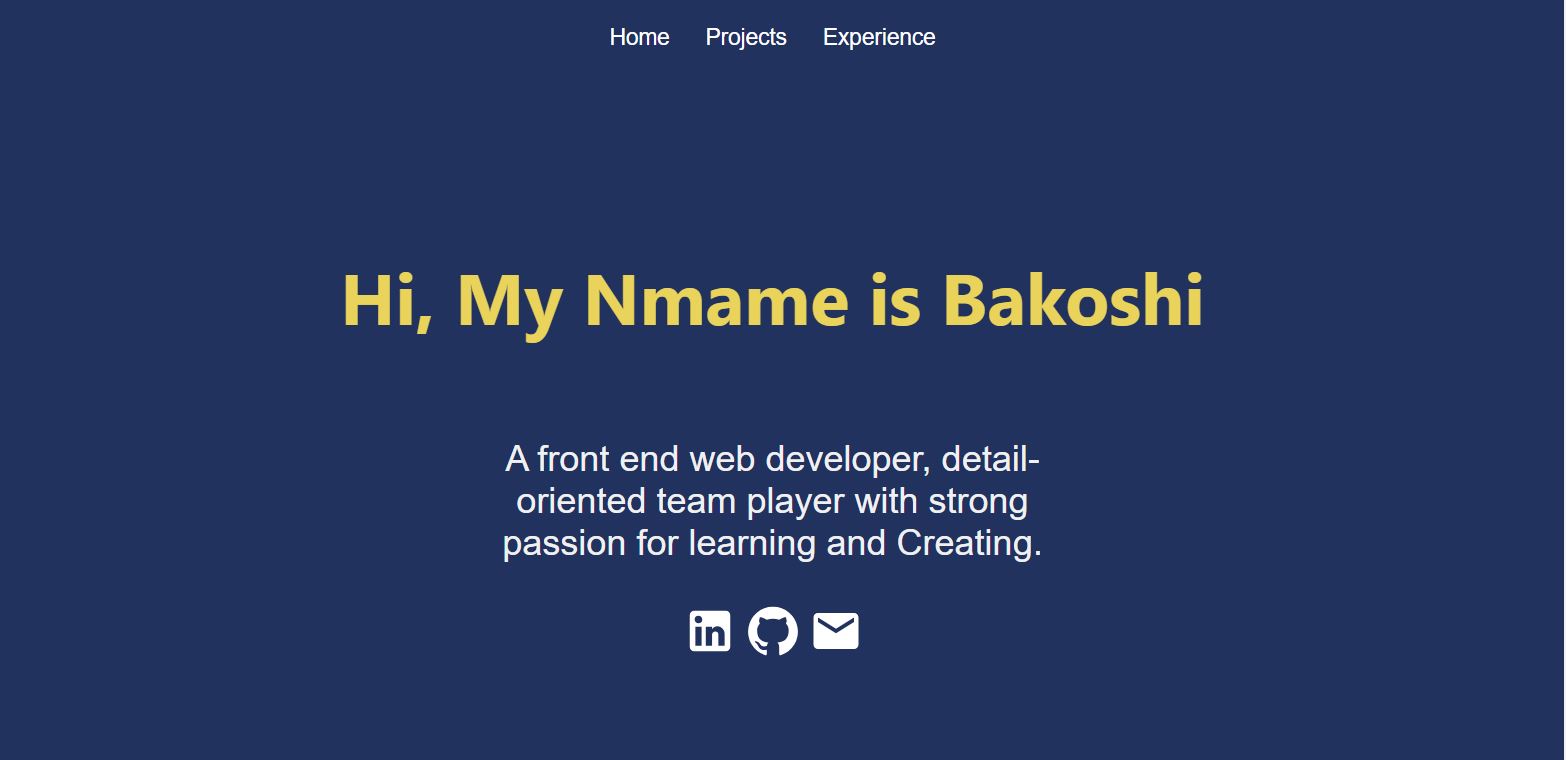 Home Projects Experience
Hi, My Nmame is Bakoshi
A front end web developer, detail-
oriented team player with strong
passion for learning and Creating.
in